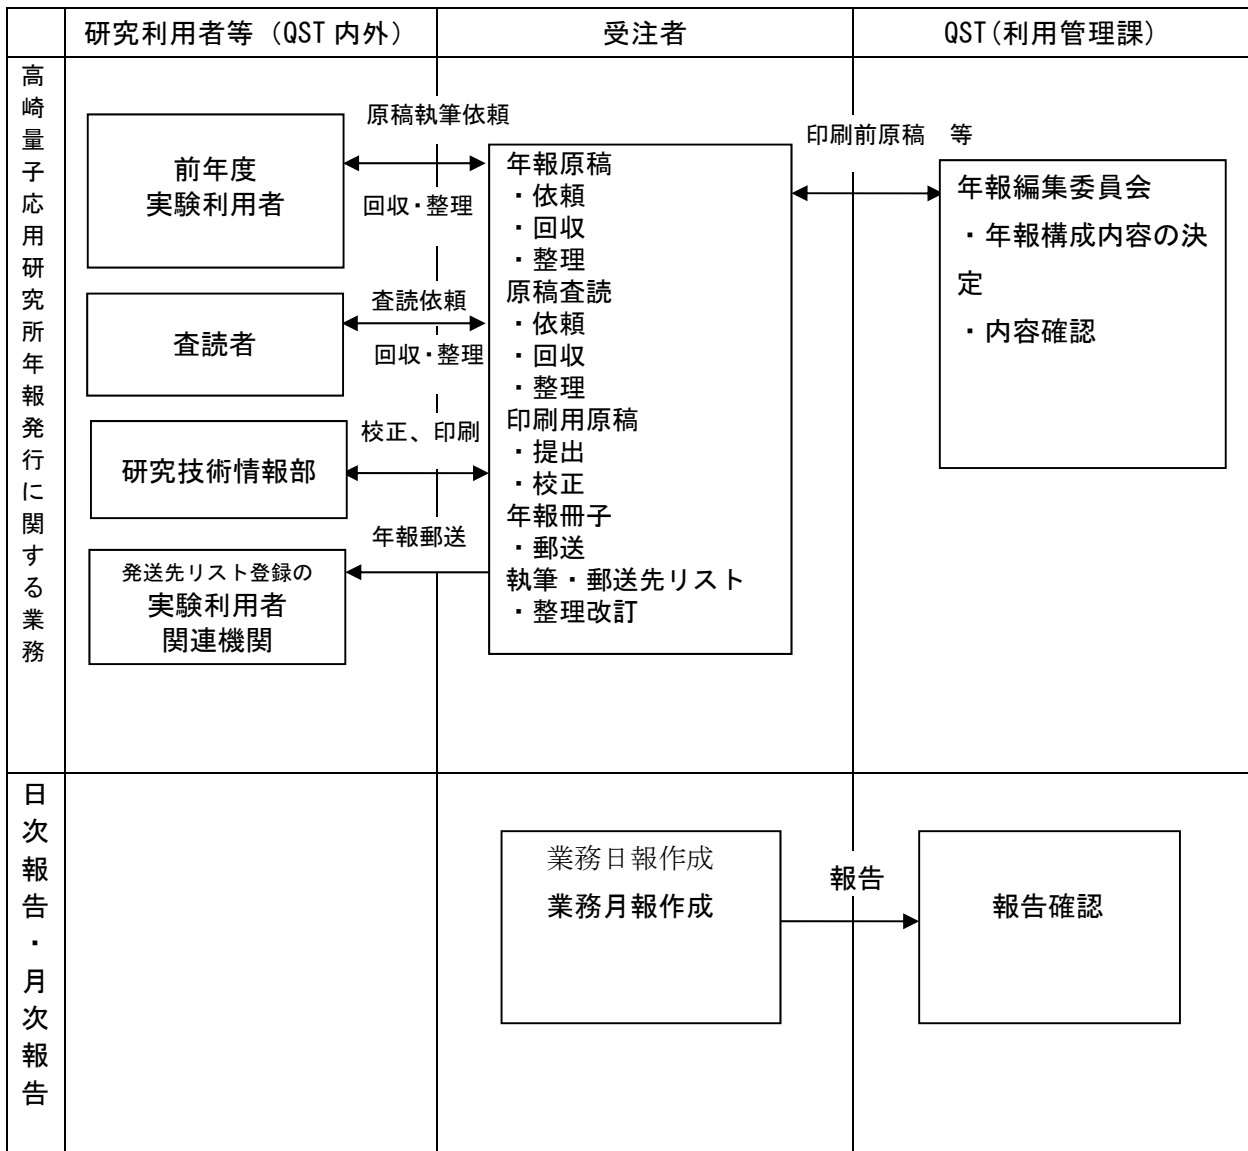 研究利用者等（QST 内外）
受注者
QST(利用管理課)
高崎量子応用研究所年報発行に関する業務
原稿執筆依頼
前年度
実験利用者
回収・整理
査読依頼
査読者
回収・整理
校正、印刷
研究技術情報部
年報郵送
発送先リスト登録の
実験利用者
関連機関
年報原稿
・依頼
・回収
・整理
原稿査読
・依頼
・回収
・整理
印刷用原稿
・提出
・校正
年報冊子
・郵送
執筆・郵送先リスト
・整理改訂
印刷前原稿　等
年報編集委員会
・年報構成内容の決
定
・内容確認
日次報告・月次報告
業務日報作成
業務月報作成
報告
報告確認